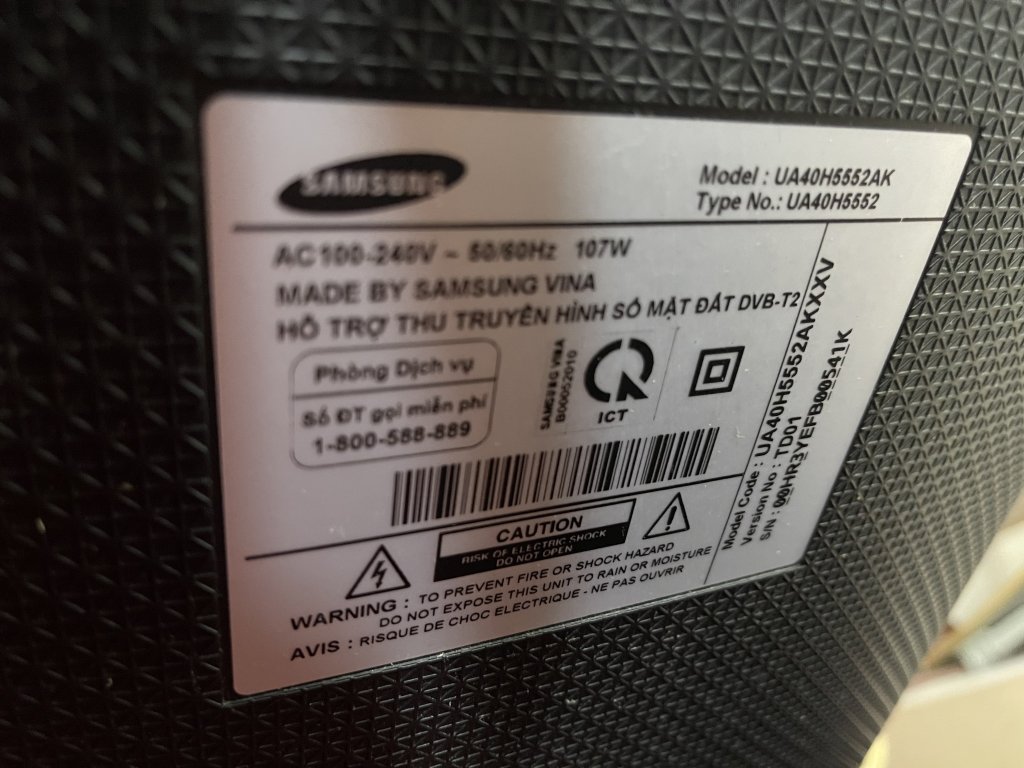 SAMSUNG
Model : UA40H5552AK
Type No.: UA40H5552
AC100-240V ~ 50/60Hz 107W
MADE BY SAMSUNG VINA
HỖ TRỢ THU TRUYỀN HÌNH SỐ MẶT ĐẤT DVB-T2
Phòng Dịch vụ
Số ĐT gọi miễn phí
1-800-588-889
SAMSUNG VINA
B00052010
ICT
Model Code : UA40H5552AKXXV
Version No : TD01
S/N : 00HR3YEFB00541K
CAUTION
RISK OF ELECTRIC SHOCK
DO NOT OPEN
WARNING : TO PREVENT FIRE OR SHOCK HAZARD
DO NOT EXPOSE THIS UNIT TO RAIN OR MOISTURE
AVIS : RISQUE DE CHOC ELECTRIQUE - NE PAS OUVRIR